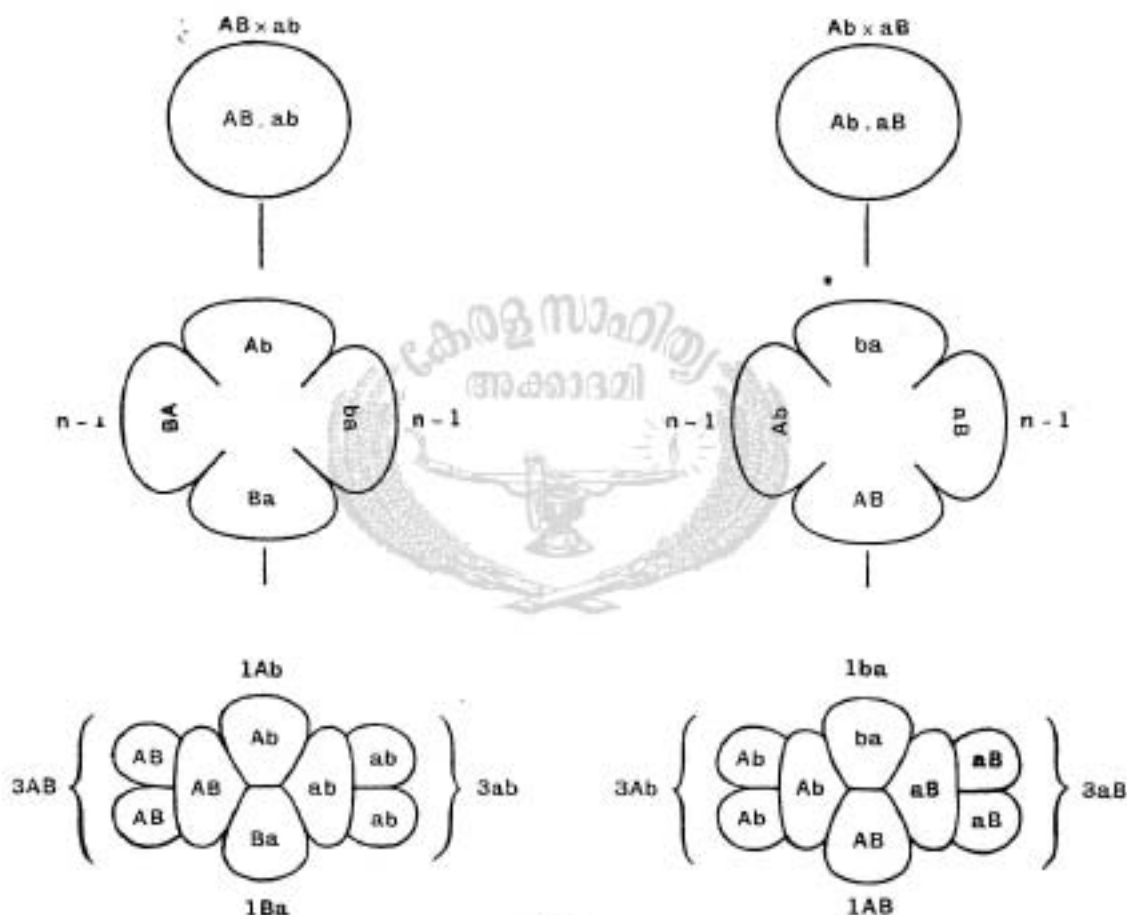 AB × ab
Ab × aB
AB . ab
Ab . aB
Ab
ba
n - 1
BA
ba
n - 1
n - 1
Ab
aB
n - 1
Ba
AB
കേരള സാഹിത്യ
അക്കാദമി
1Ab
1ba
Ab
ba
AB
ab
Ab
aB
3AB
AB
ab
3ab
3Ab
Ab
aB
3aB
AB
ab
Ab
aB
Ba
AB
1Ba
1AB